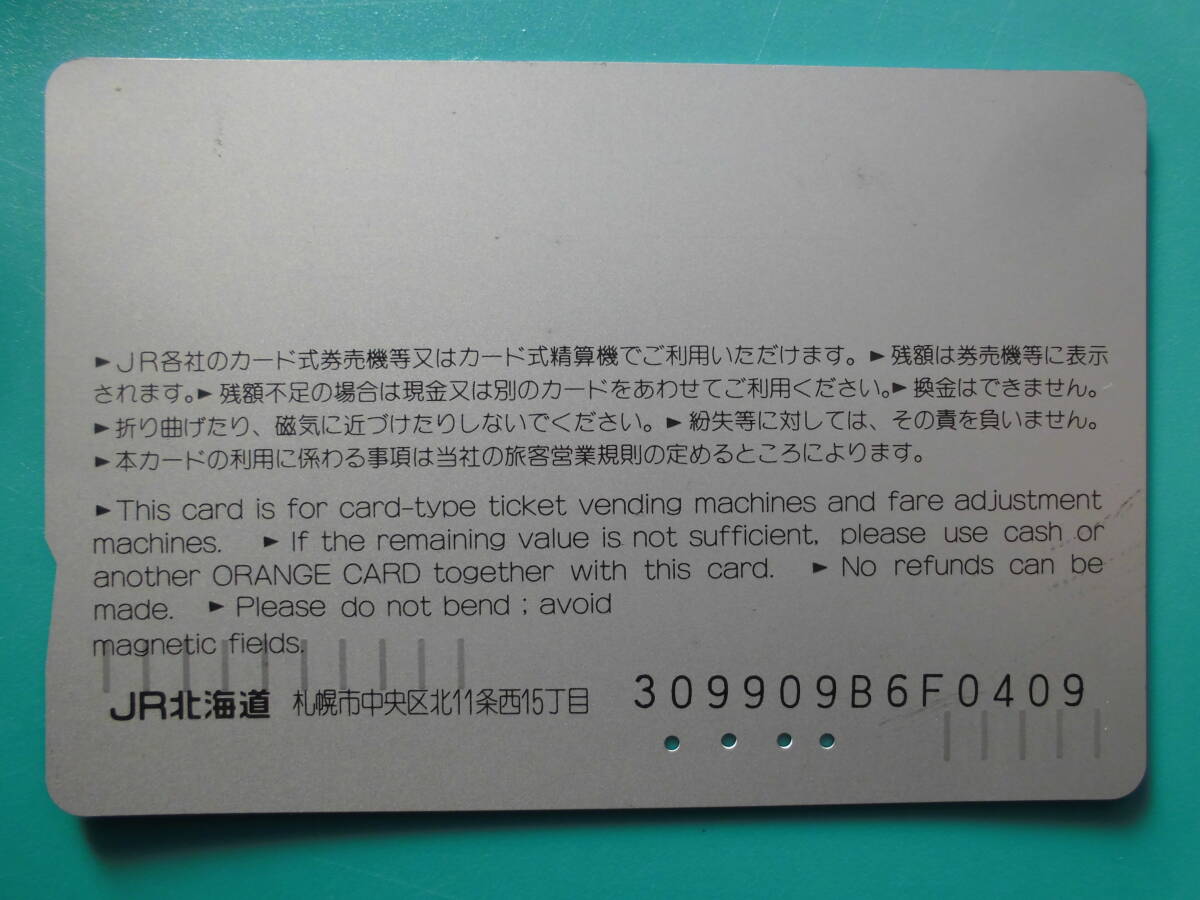 ►JR各社のカード式券売機等又はカード式精算機でご利用いただけます。►残額は券売機等に表示
されます。►残額不足の場合は現金又は別のカードをあわせてご利用ください。►換金はできません。
►折り曲げたり、磁気に近づけたりしないでください。►紛失等に対しては、その責を負いません。
►本カードの利用に係わる事項は当社の旅客営業規則の定めるところによります。
►This card is for card-type ticket vending machines and fare adjustment
machines. ►If the remaining value is not sufficient, please use cash or
another ORANGE CARD together with this card. ►No refunds can be
made. ►Please do not bend ; avoid
magnetic fields.
JR北海道 札幌市中央区北11条西15丁目 309909B6F0409